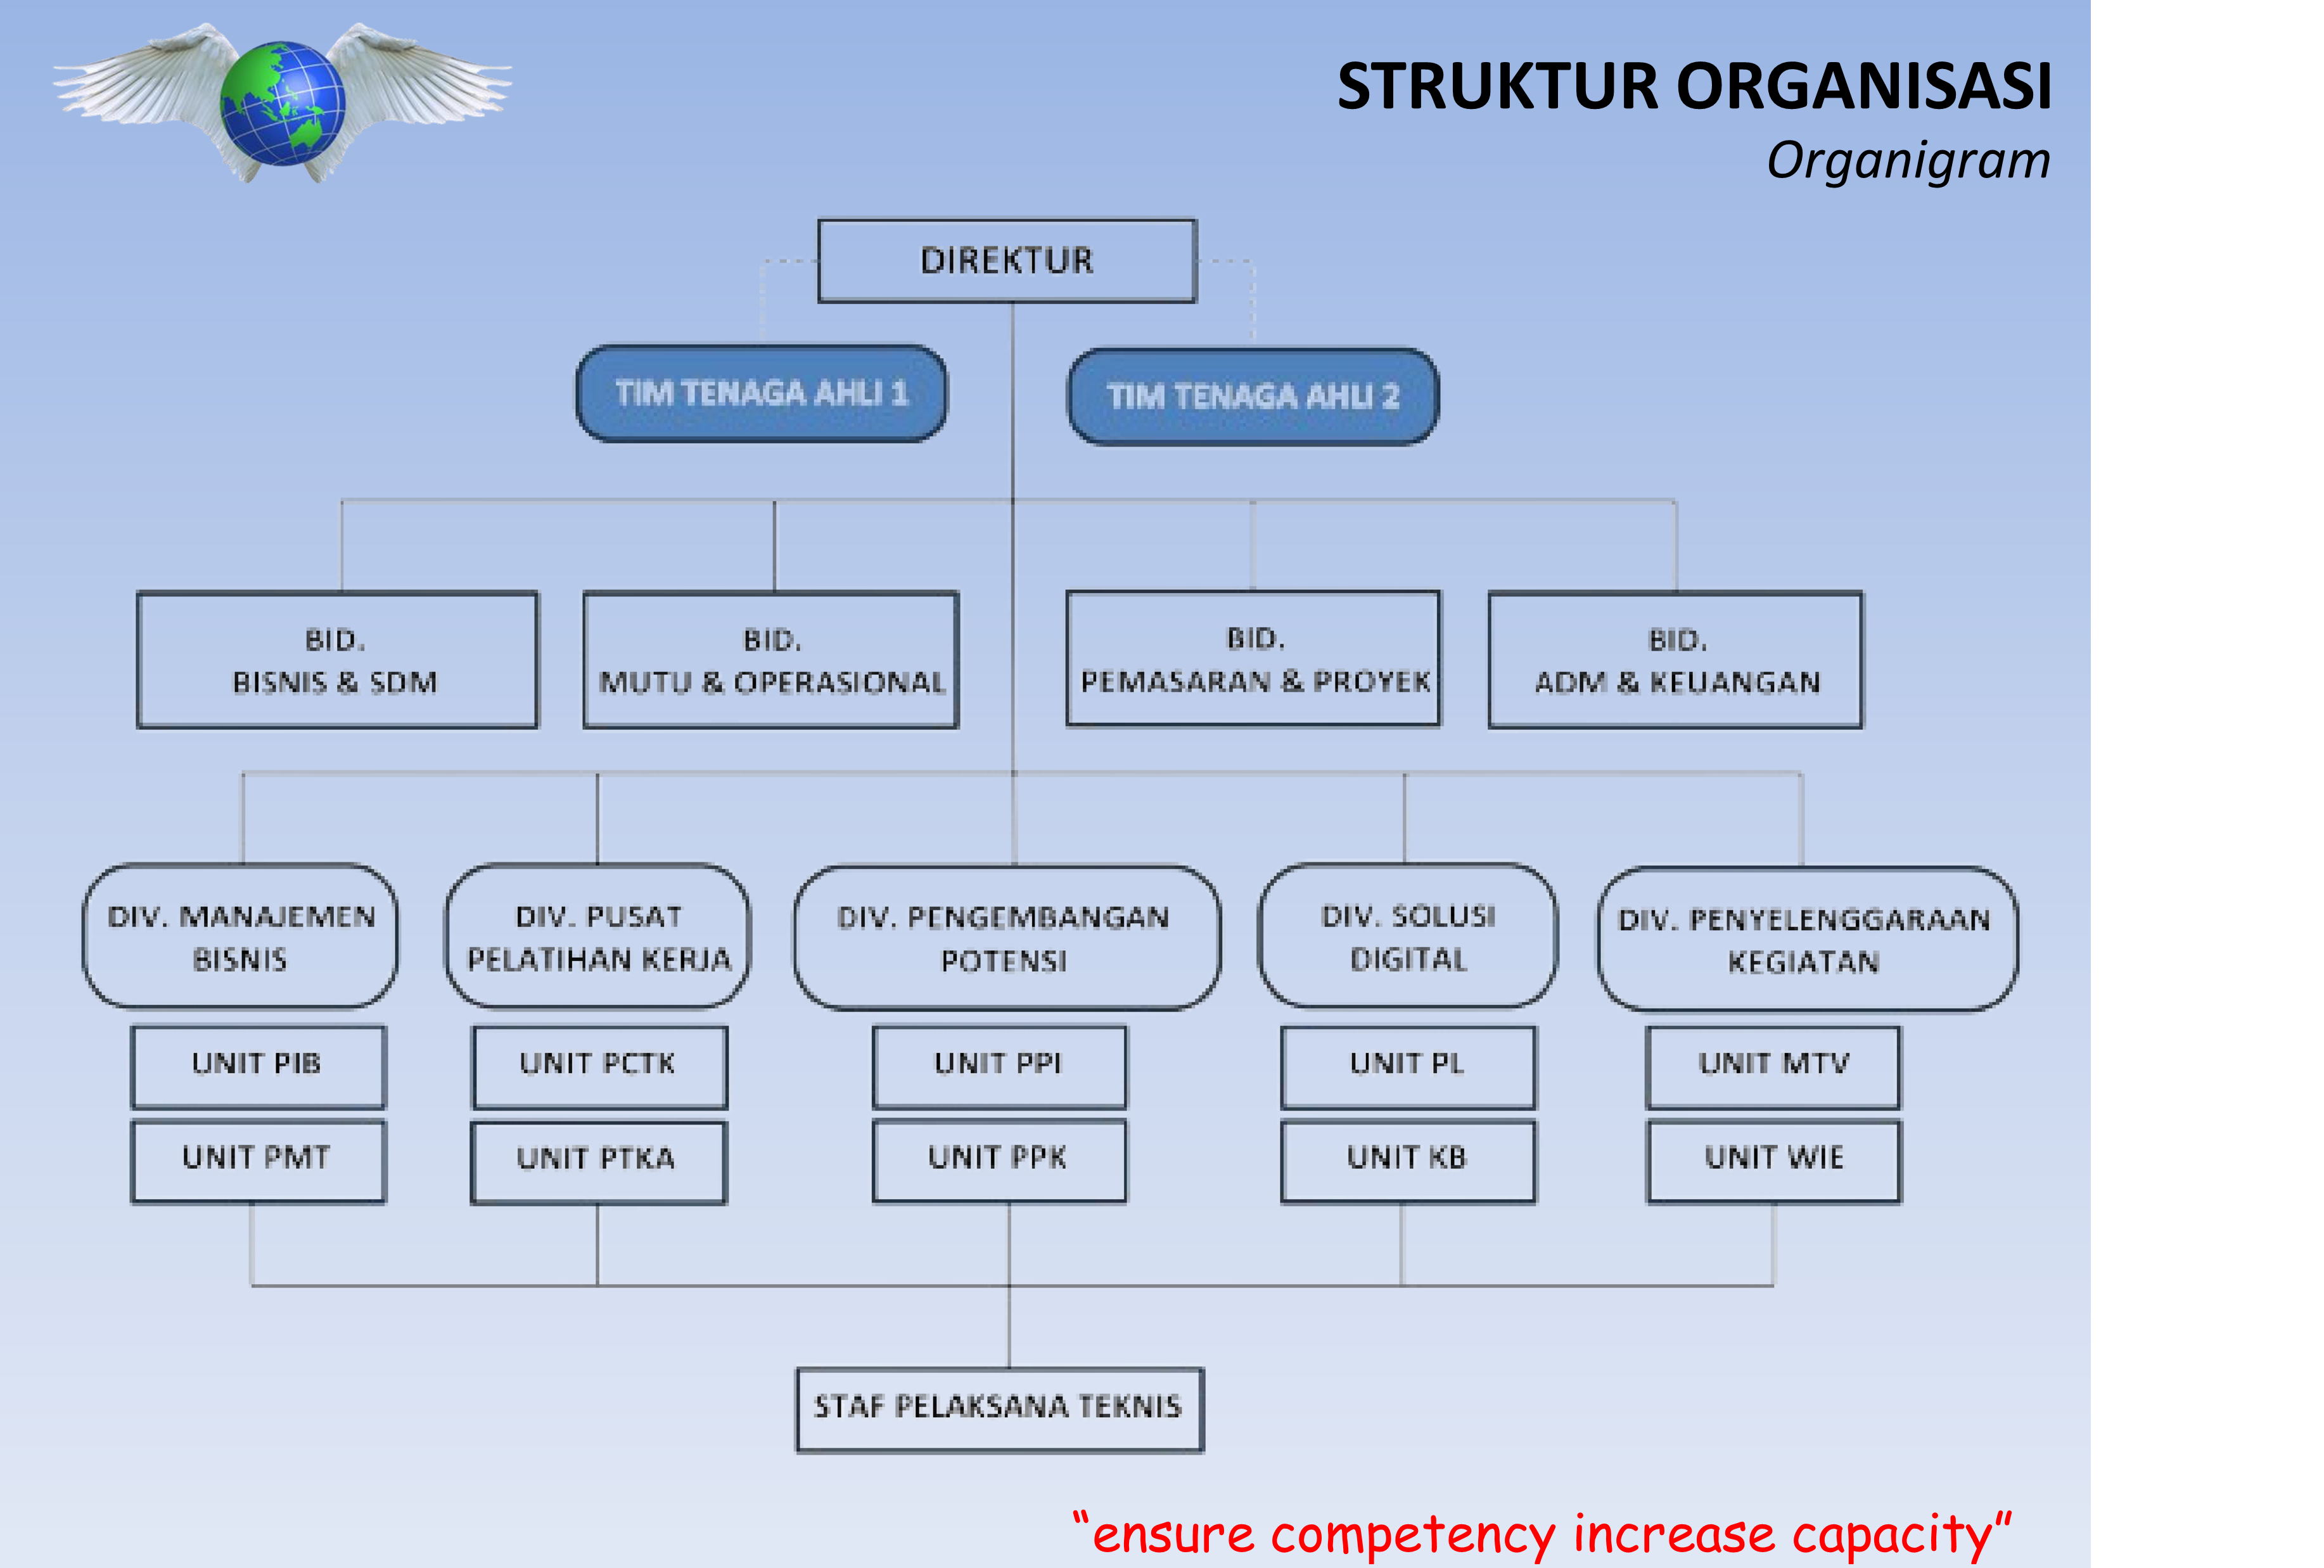 STRUKTUR ORGANISASI
Organigram
DIREKTUR
TIM TENAGA AHLI 1
TIM TENAGA AHLI 2
BID.
BISNIS & SDM
BID.
MUTU & OPERASIONAL
BID.
PEMASARAN & PROYEK
BID.
ADM & KEUANGAN
DIV. MANAJEMEN
BISNIS
DIV. PUSAT
PELATIHAN KERJA
DIV. PENGEMBANGAN
POTENSI
DIV. SOLUSI
DIGITAL
DIV. PENYELENGGARAAN
KEGIATAN
UNIT PIB
UNIT PCTK
UNIT PPI
UNIT PL
UNIT MTV
UNIT PMT
UNIT PTKA
UNIT PPK
UNIT KB
UNIT WIE
STAF PELAKSANA TEKNIS
“ensure competency increase capacity”